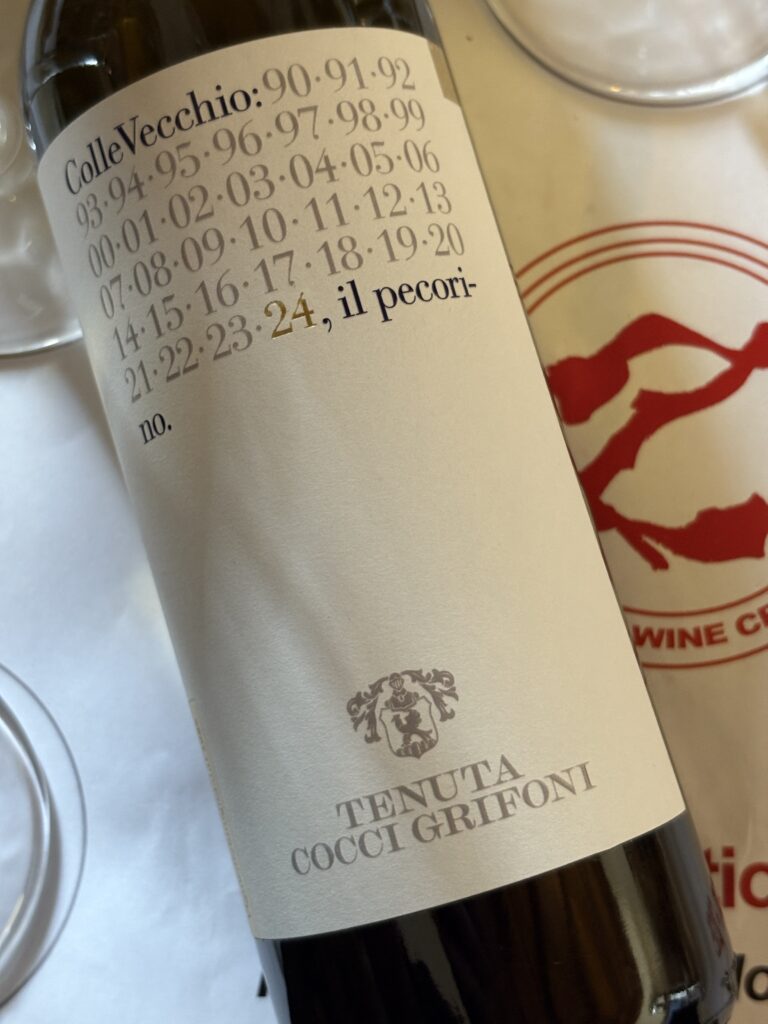 ColleVecchio: 90·91·92
93·94·95·96·97·98·99
00·01·02·03·04·05·06
07·08·09·10·11·12·13
14·15·16·17·18·19·20
21·22·23·24, il pecori-
no.
TENUTA
COCCI GRIFONI
WINE